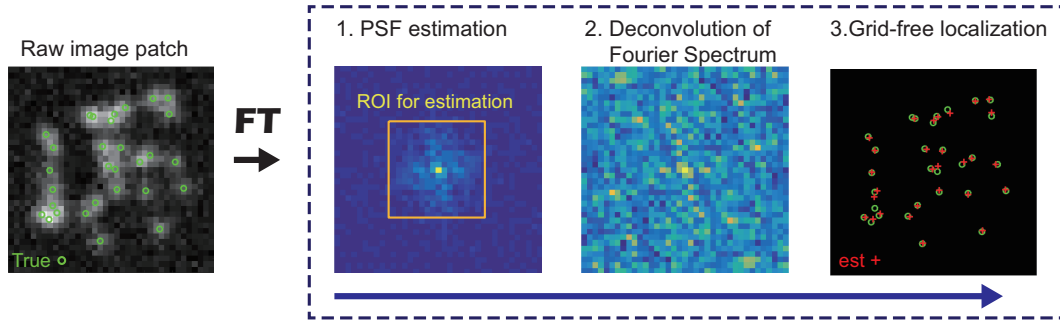 Raw image patch
True
FT
1. PSF estimation
ROI for estimation
2. Deconvolution of
Fourier Spectrum
3.Grid-free localization
est +